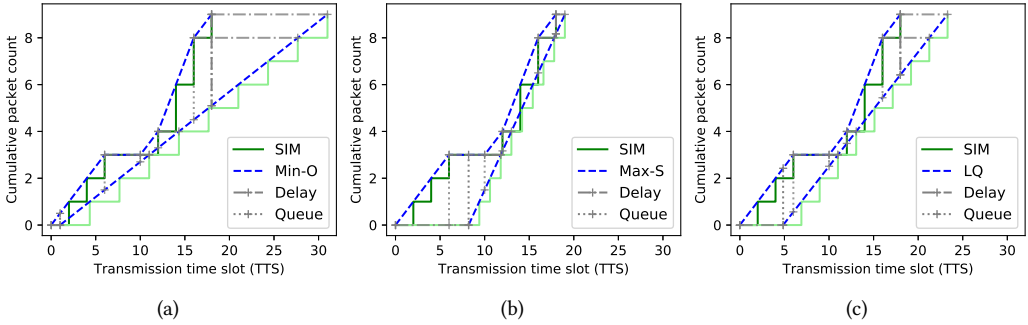 Cumulative packet count
8
6
4
2
0
SIM
Min-O
Delay
Queue
0 5 10 15 20 25 30
Transmission time slot (TTS)
(a)
Cumulative packet count
8
6
4
2
0
SIM
Max-S
Delay
Queue
0 5 10 15 20 25 30
Transmission time slot (TTS)
(b)
Cumulative packet count
8
6
4
2
0
SIM
LQ
Delay
Queue
0 5 10 15 20 25 30
Transmission time slot (TTS)
(c)